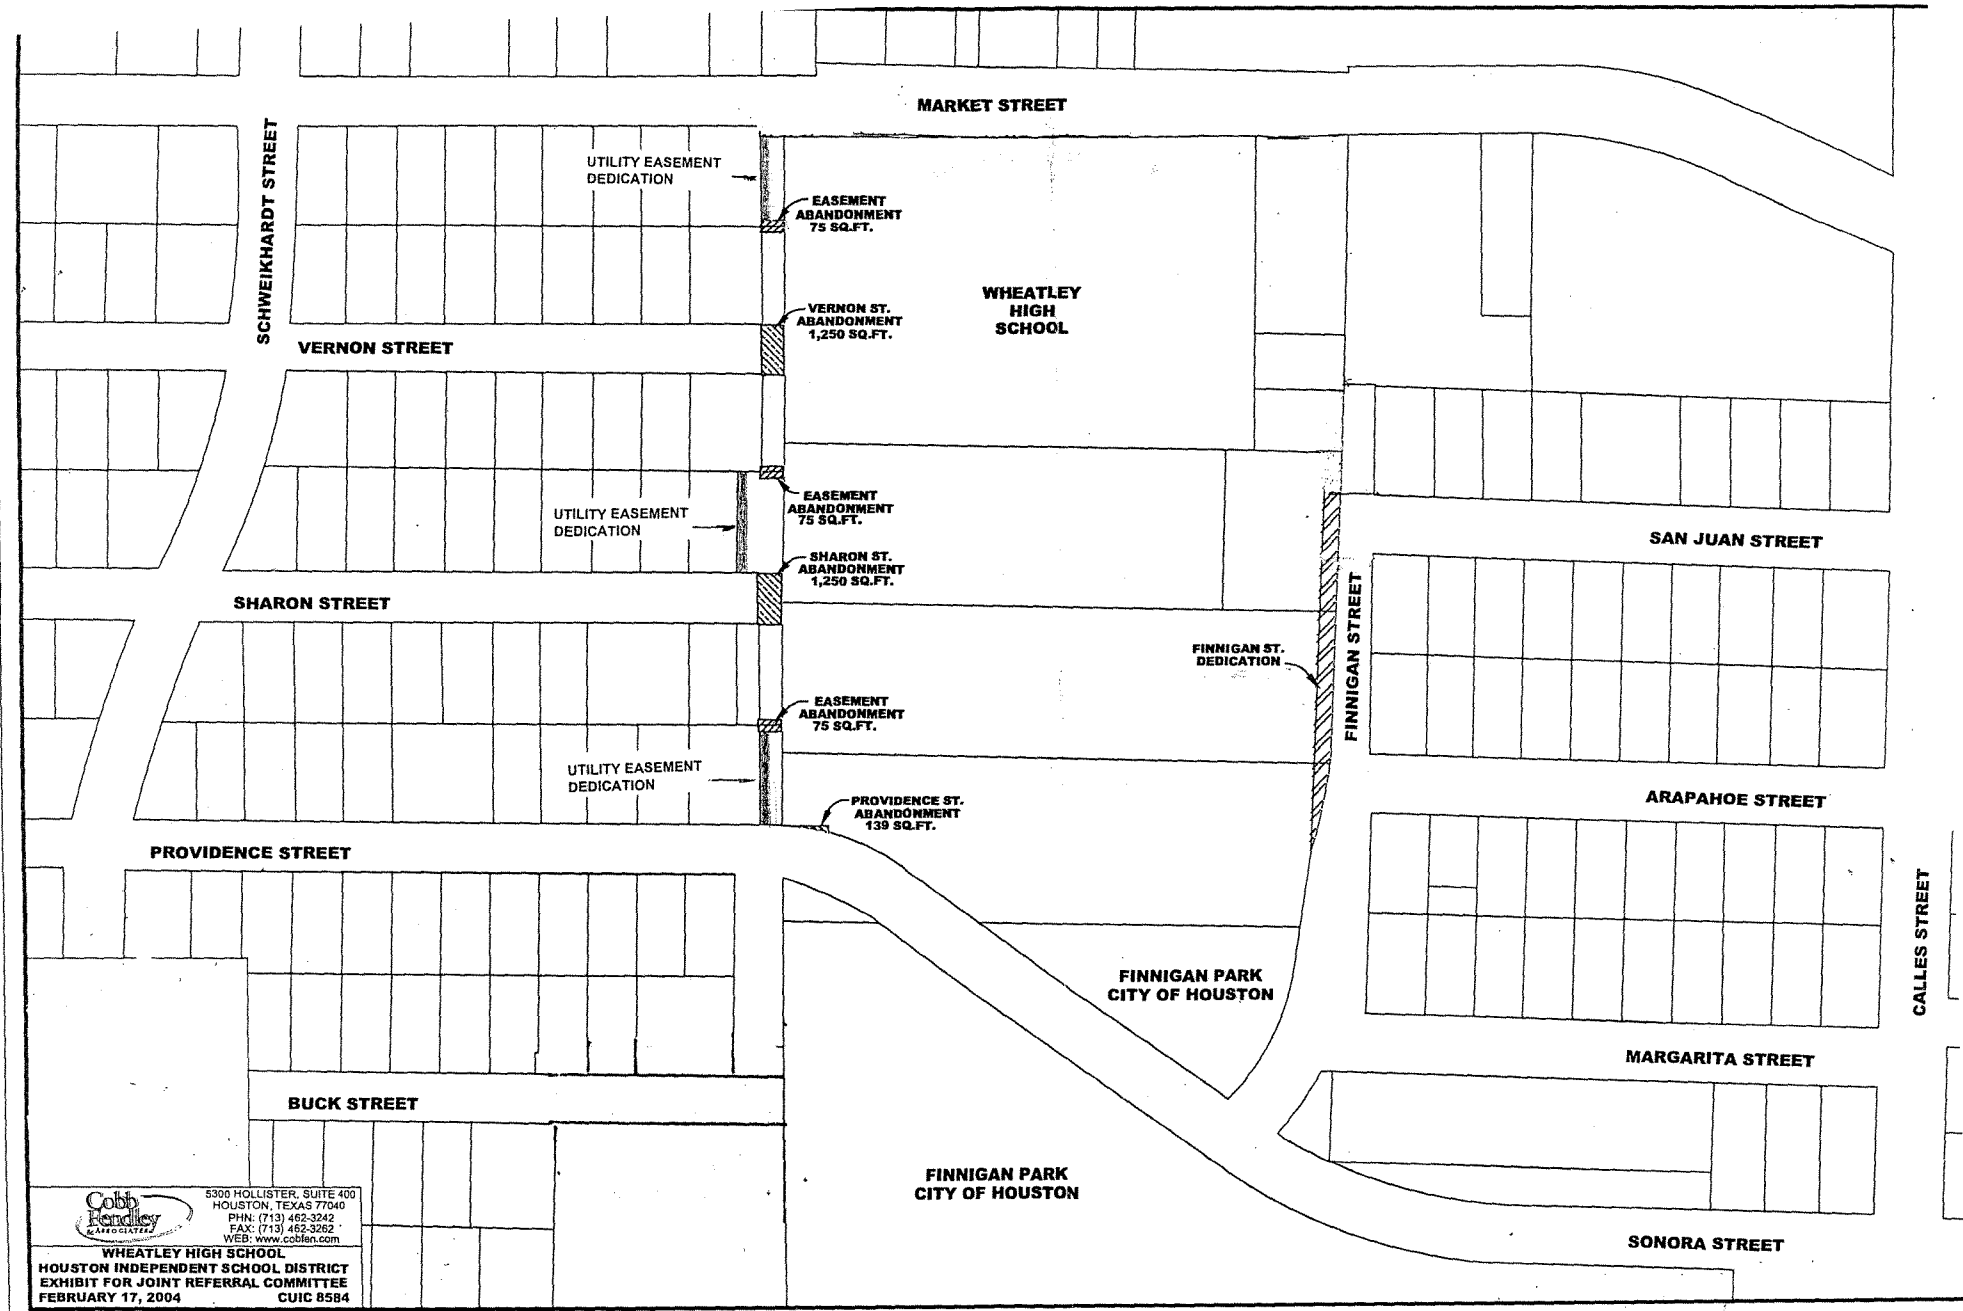 MARKET STREET
SCHWEIKHARDT STREET
UTILITY EASEMENT
DEDICATION
EASEMENT
ABANDONMENT
75 SQ.FT.
WHEATLEY
HIGH
SCHOOL
VERNON ST.
ABANDONMENT
1,250 SQ.FT.
VERNON STREET
EASEMENT
ABANDONMENT
75 SQ.FT.
UTILITY EASEMENT
DEDICATION
SAN JUAN STREET
SHARON ST.
ABANDONMENT
1,250 SQ.FT.
SHARON STREET
FINNIGAN STREET
FINNIGAN ST.
DEDICATION
EASEMENT
ABANDONMENT
75 SQ.FT.
UTILITY EASEMENT
DEDICATION
PROVIDENCE ST.
ABANDONMENT
139 SQ.FT.
ARAPAHOE STREET
PROVIDENCE STREET
CALLES STREET
FINNIGAN PARK
CITY OF HOUSTON
MARGARITA STREET
BUCK STREET
FINNIGAN PARK
CITY OF HOUSTON
SONORA STREET
Cobb
Fendley
& ASSOCIATES
5300 HOLLISTER, SUITE 400
HOUSTON, TEXAS 77040
PHN: (713) 462-3242
FAX: (713) 462-3262
WEB: www.cobfen.com
WHEATLEY HIGH SCHOOL
HOUSTON INDEPENDENT SCHOOL DISTRICT
EXHIBIT FOR JOINT REFERRAL COMMITTEE
FEBRUARY 17, 2004 CUIC 8584